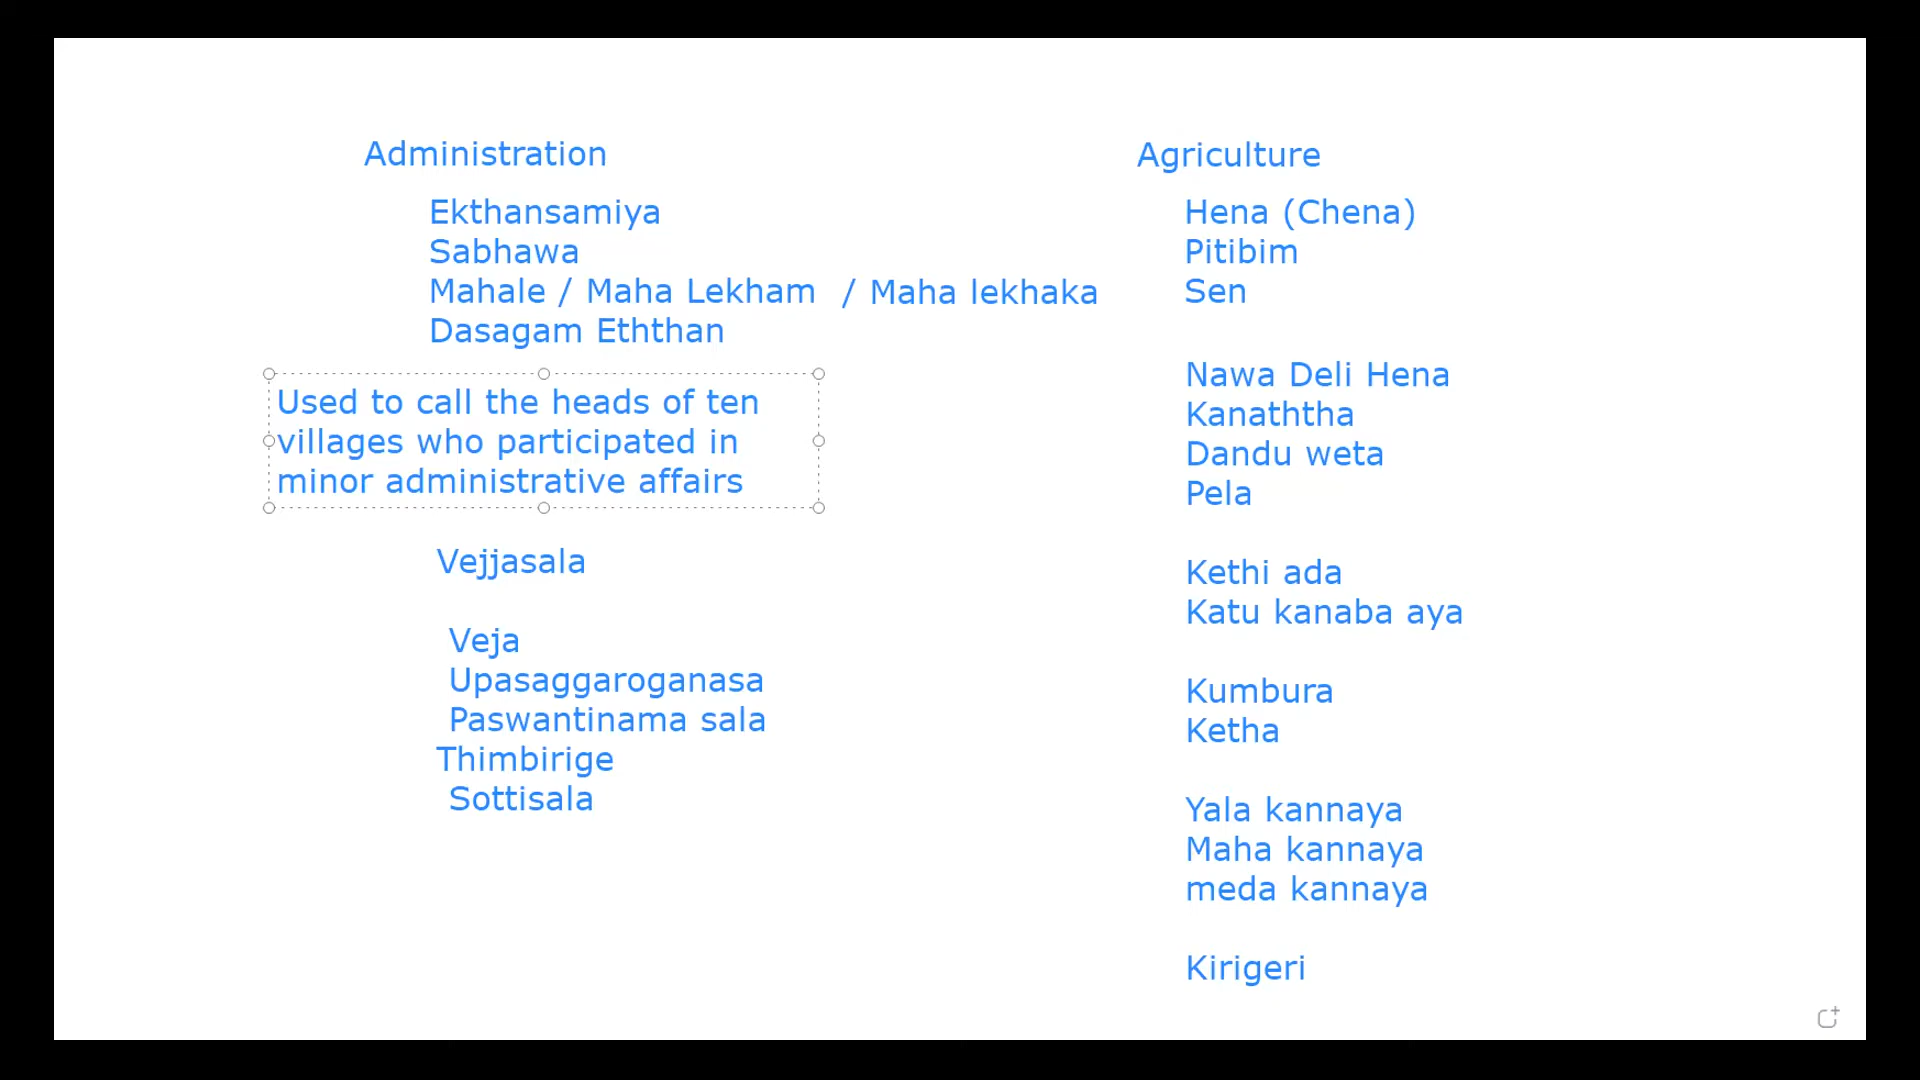 Administration
Ekthansamiya
Sabhawa
Mahale / Maha Lekham / Maha lekhaka
Dasagam Eththan
Used to call the heads of ten
villages who participated in
minor administrative affairs
Vejjasala
Veja
Upasaggaroganasa
Paswantinama sala
Thimbirige
Sottisala
Agriculture
Hena (Chena)
Pitibim
Sen
Nawa Deli Hena
Kanaththa
Dandu weta
Pela
Kethi ada
Katu kanaba aya
Kumbura
Ketha
Yala kannaya
Maha kannaya
meda kannaya
Kirigeri